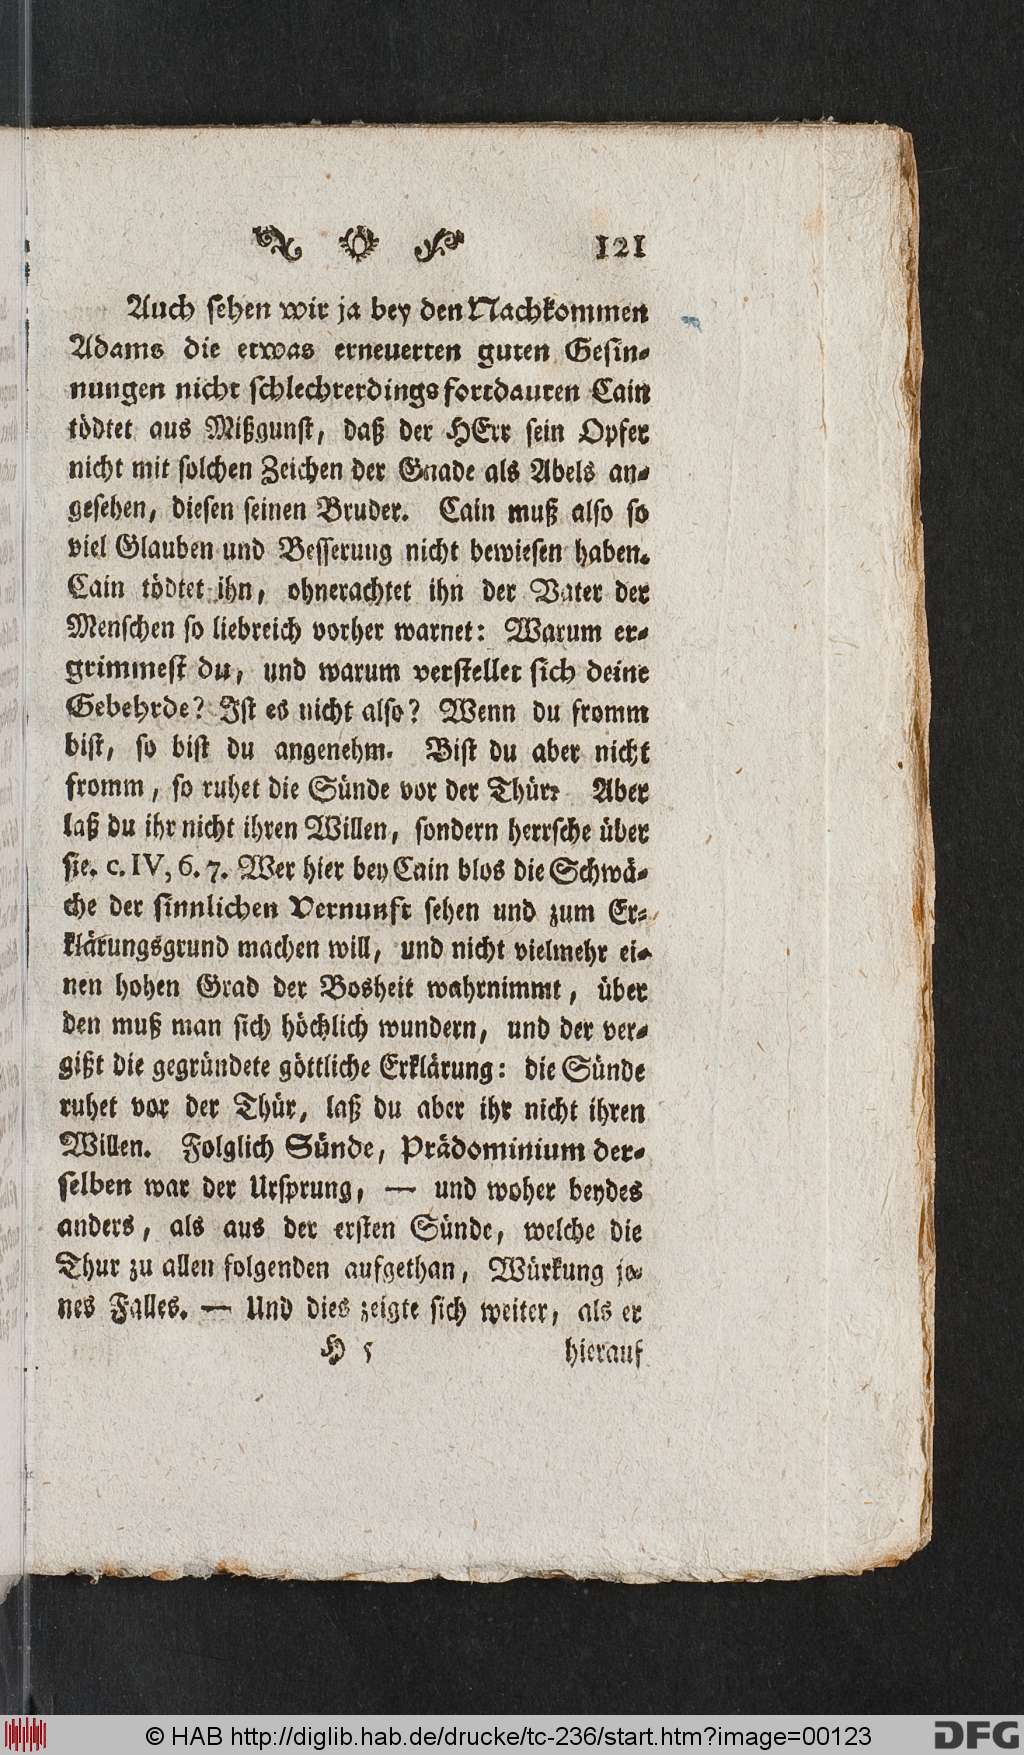 121
Auch sehen wir ja bey den Nachkommen
Adams die etwas erneuerten guten Gesin-
nungen nicht schlechterdings fortdauren Cain
tödtet aus Mißgunst, daß der HErr sein Opfer
nicht mit solchen Zeichen der Gnade als Abels an-
gesehen, diesen seinen Bruder. Cain muß also so
viel Glauben und Besserung nicht bewiesen haben.
Cain tödtet ihn, ohnerachtet ihn der Vater der
Menschen so liebreich vorher warnet: Warum er-
grimmest du, und warum verstellet sich deine
Gebehrde? Ist es nicht also? Wenn du fromm
bist, so bist du angenehm. Bist du aber nicht
fromm, so ruhet die Sünde vor der Thür? Aber
laß du ihr nicht ihren Willen, sondern herrsche über
sie. c. IV, 6. 7. Wer hier bey Cain blos die Schwä-
che der sinnlichen Vernunft sehen und zum Er-
klärungsgrund machen will, und nicht vielmehr ei-
nen hohen Grad der Bosheit wahrnimmt, über
den muß man sich höchlich wundern, und der ver-
gißt die gegründete göttliche Erklärung: die Sünde
ruhet vor der Thür, laß du aber ihr nicht ihren
Willen. Folglich Sünde, Prädominium der-
selben war der Ursprung, — und woher beydes
anders, als aus der ersten Sünde, welche die
Thur zu allen folgenden aufgethan, Würkung je-
nes Falles. — Und dies zeigte sich weiter, als er
H 5 hierauf
© HAB http://diglib.hab.de/drucke/tc-236/start.htm?image=00123
DFG